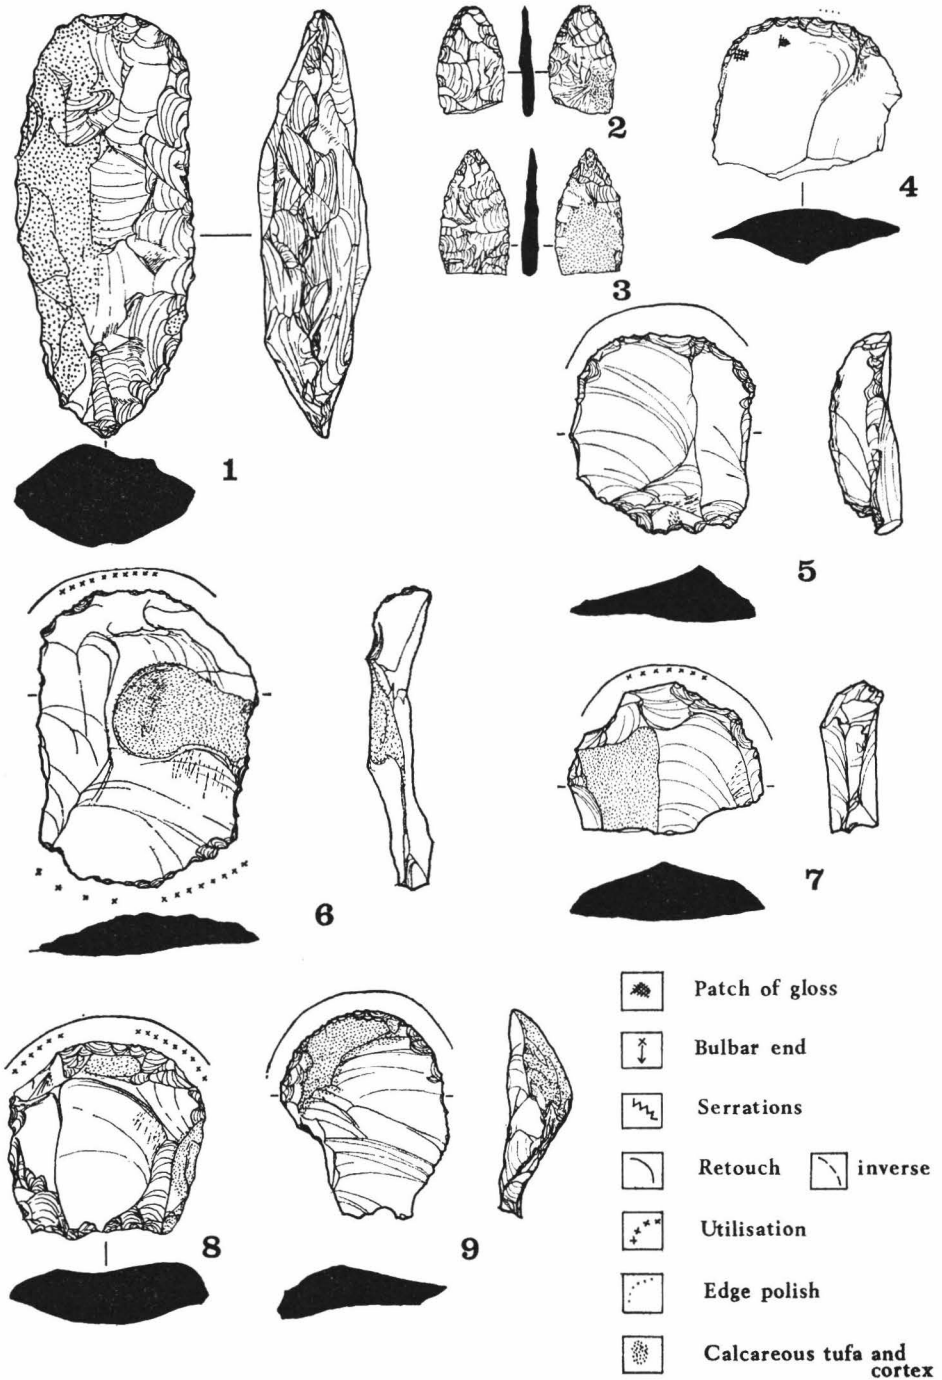 1
2
3
4
5
6
7
8
9
Patch of gloss
Bulbar end
Serrations
Retouch inverse
Utilisation
Edge polish
Calcareous tufa and
cortex